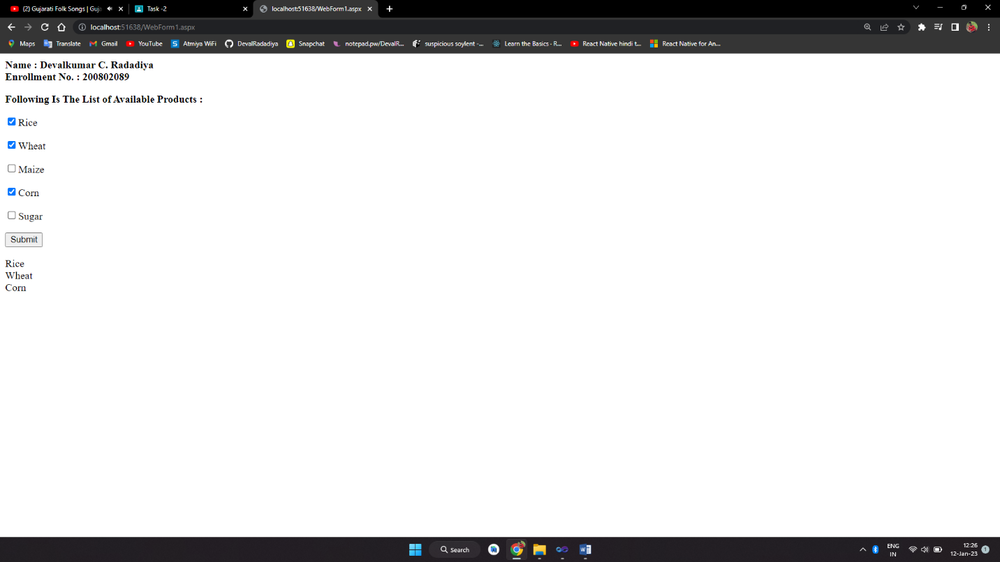 (2) Gujarati Folk Songs | Guja
Task -2
localhost:51638/WebForm1.aspx
localhost:51638/WebForm1.aspx
Maps
Translate
Gmail
YouTube
Atmiya WiFi
DevalRadadiya
Snapchat
notepad.pw/DevalR...
suspicious soylent -...
Learn the Basics · R...
React Native hindi t...
React Native for An...
Name : Devalkumar C. Radadiya
Enrollment No. : 200802089
Following Is The List of Available Products :
Rice
Wheat
Maize
Corn
Sugar
Submit
Rice
Wheat
Corn
Search
ENG
IN
12:26
12-Jan-23
1